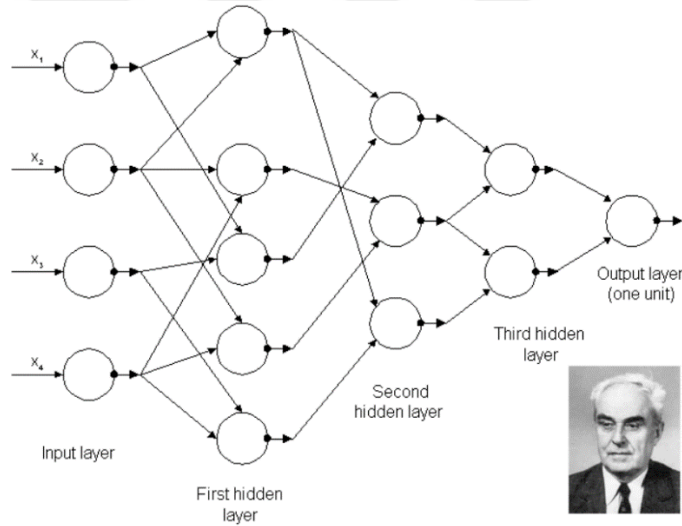 X1
X2
X3
X4
Input layer
First hidden
layer
Second
hidden layer
Third hidden
layer
Output layer
(one unit)